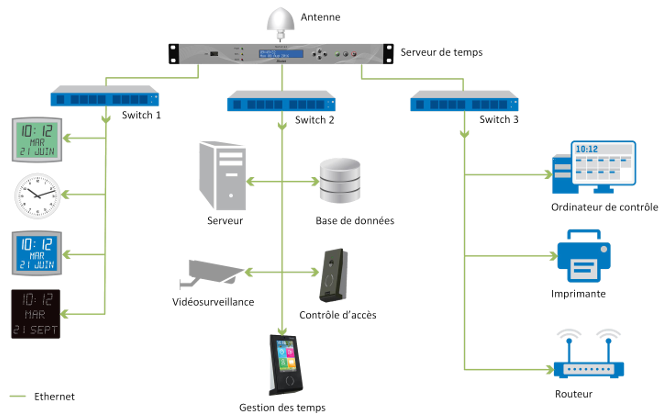 Antenne
Serveur de temps
Switch 1
Switch 2
Switch 3
10:12
MAR
21 JUIN
10:12
MAR
21 JUIN
10:12
MAR
21 SEPT
Serveur
Base de données
Vidéosurveillance
Contrôle d'accès
Gestion des temps
10:12
Ordinateur de contrôle
Imprimante
Routeur
Ethernet